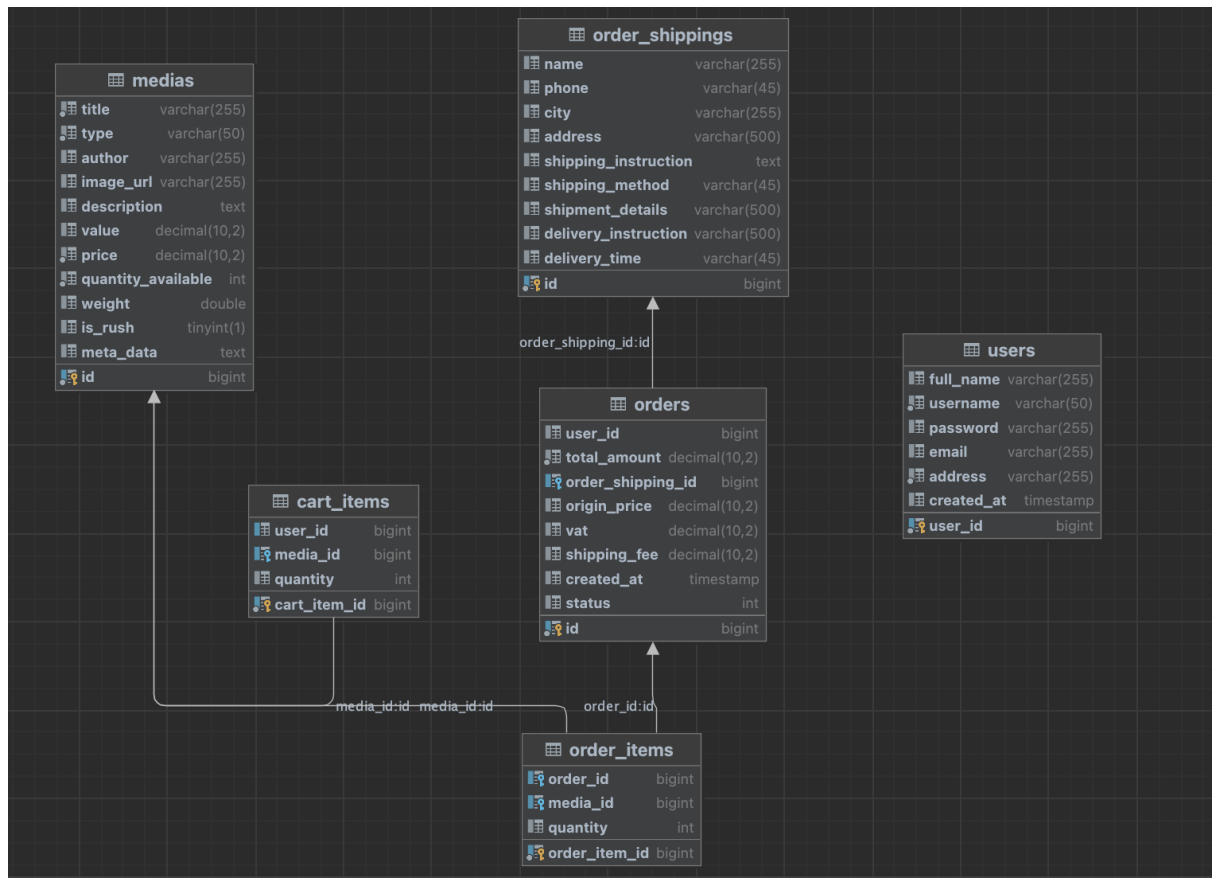 medias
title varchar(255)
type varchar(50)
author varchar(255)
image_url varchar(255)
description text
value decimal(10,2)
price decimal(10,2)
quantity_available int
weight double
is_rush tinyint(1)
meta_data text
id bigint
order_shippings
name varchar(255)
phone varchar(45)
city varchar(255)
address varchar(500)
shipping_instruction text
shipping_method varchar(45)
shipment_details varchar(500)
delivery_instruction varchar(500)
delivery_time varchar(45)
id bigint
order_shipping_id:id
users
full_name varchar(255)
username varchar(50)
password varchar(255)
email varchar(255)
address varchar(255)
created_at timestamp
user_id bigint
orders
user_id bigint
total_amount decimal(10,2)
order_shipping_id bigint
origin_price decimal(10,2)
vat decimal(10,2)
shipping_fee decimal(10,2)
created_at timestamp
status int
id bigint
cart_items
user_id bigint
media_id bigint
quantity int
cart_item_id bigint
media_id:id media_id:id order_id:id
order_items
order_id bigint
media_id bigint
quantity int
order_item_id bigint